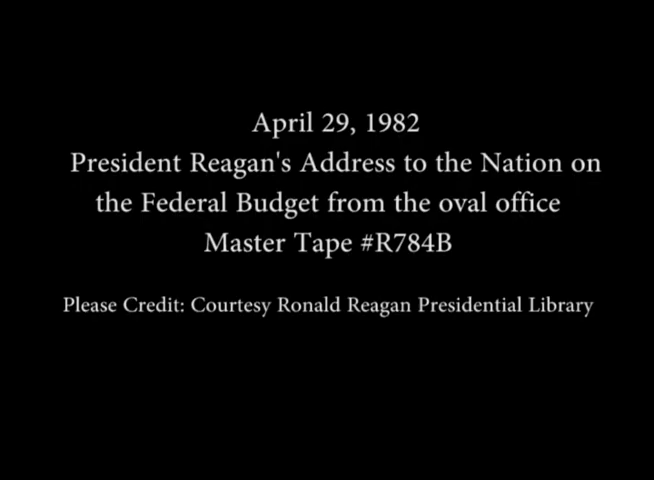 April 29, 1982
President Reagan's Address to the Nation on
the Federal Budget from the oval office
Master Tape #R784B
Please Credit: Courtesy Ronald Reagan Presidential Library